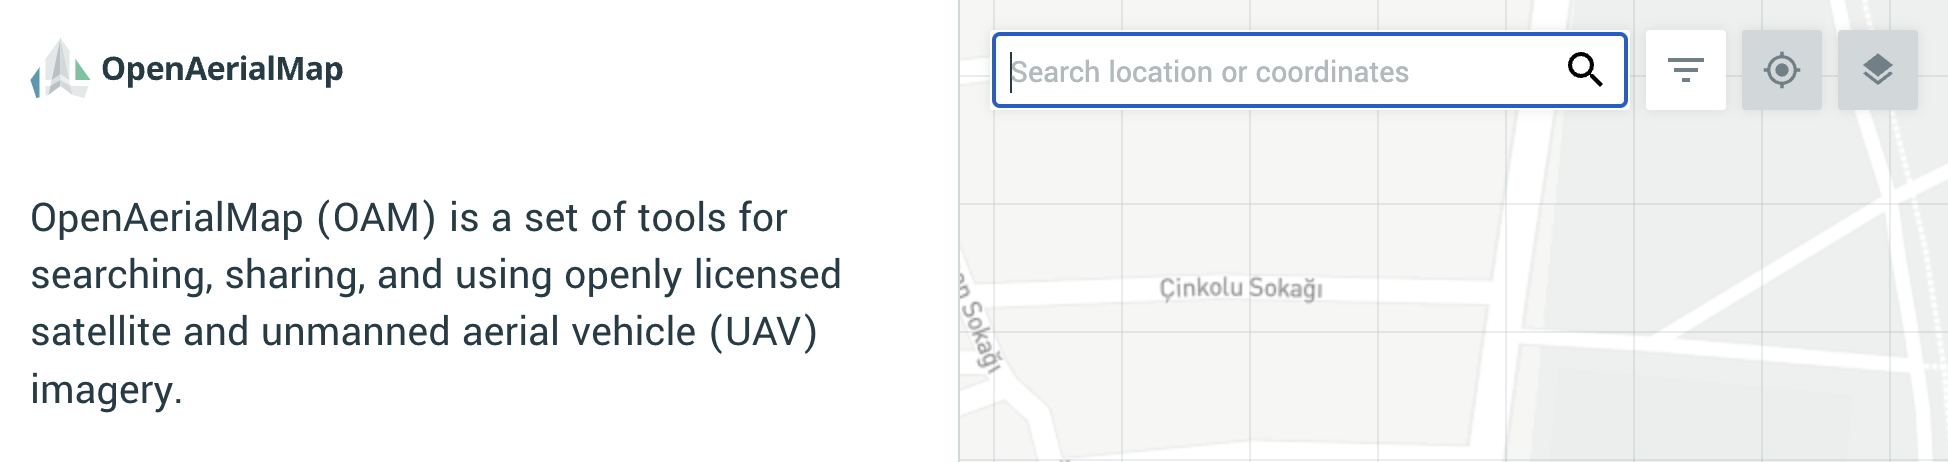 OpenAerialMap
Search location or coordinates
OpenAerialMap (OAM) is a set of tools for
searching, sharing, and using openly licensed
satellite and unmanned aerial vehicle (UAV)
imagery.
Çinkolu Sokağı
Sokağı